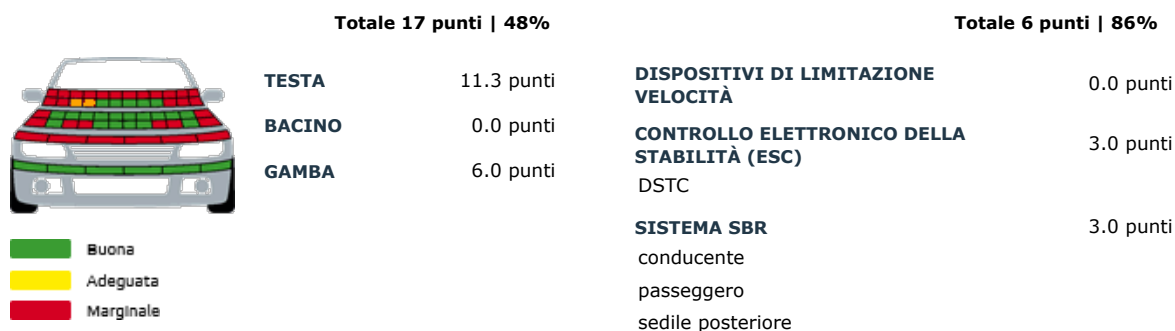 Totale 17 punti | 48%
TESTA 11.3 punti
BACINO 0.0 punti
GAMBA 6.0 punti
Buona
Adeguata
Marginale
Totale 6 punti | 86%
DISPOSITIVI DI LIMITAZIONE
VELOCITÀ 0.0 punti
CONTROLLO ELETTRONICO DELLA
STABILITÀ (ESC) 3.0 punti
DSTC
SISTEMA SBR 3.0 punti
conducente
passeggero
sedile posteriore